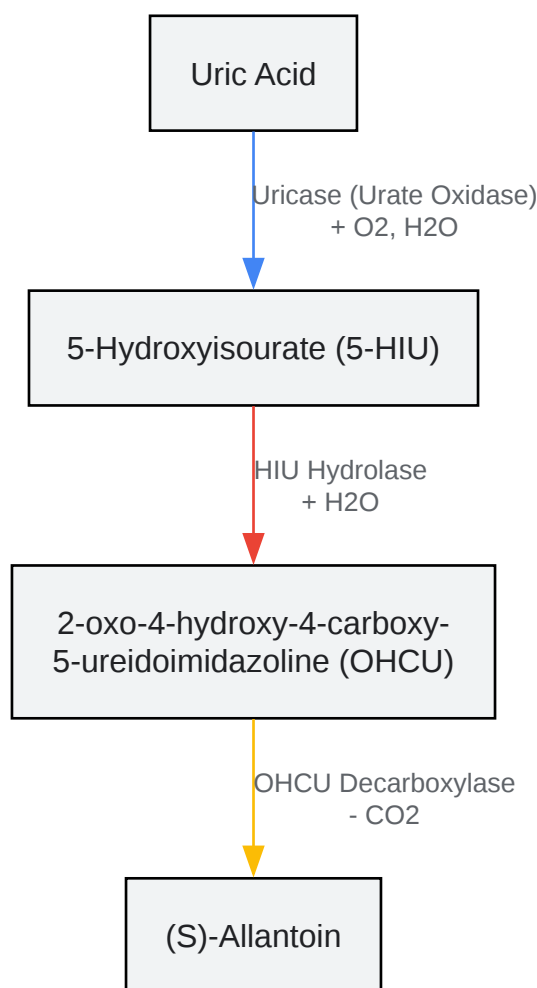 Uric Acid
Uricase (Urate Oxidase)
+ O2, H2O
5-Hydroxyisourate (5-HIU)
HIU Hydrolase
+ H2O
2-oxo-4-hydroxy-4-carboxy-
5-ureidoimidazoline (OHCU)
OHCU Decarboxylase
- CO2
(S)-Allantoin